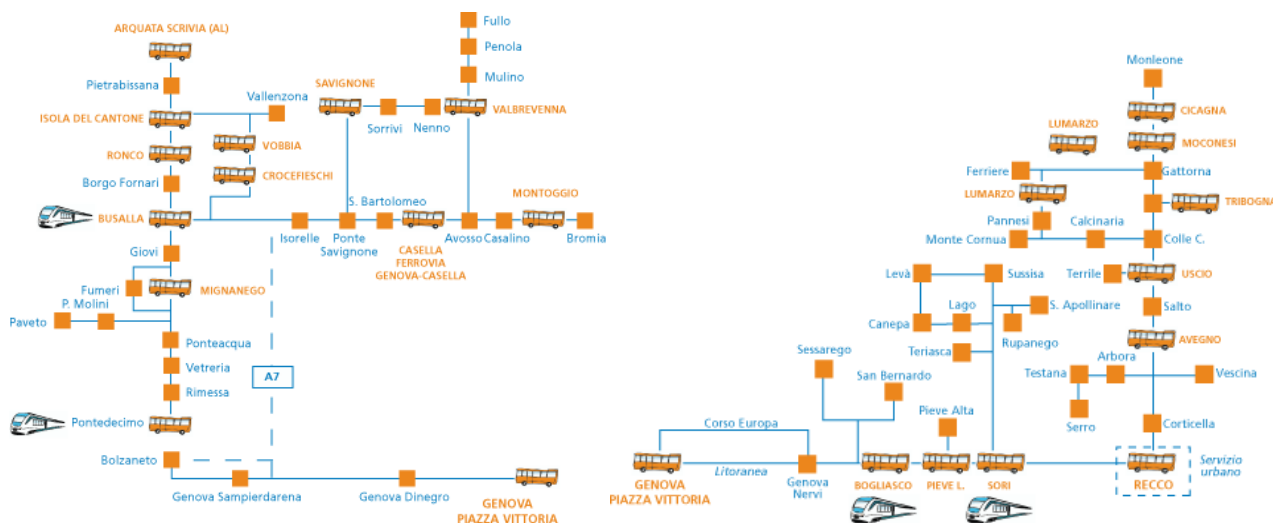 ARQUATA SCRIVIA (AL)
Pietrabissana
ISOLA DEL CANTONE
Vallenzona
RONCO
VOBBIA
Borgo Fornari
CROCEFIESCHI
BUSALLA
SAVIGNONE
Sorrivi
Nenno
Fullo
Penola
Mulino
VALBREVENNA
S. Bartolomeo
MONTOGGIO
Isorelle
Ponte
Savignone
CASELLA
FERROVIA
GENOVA-CASELLA
Avosso
Casalino
Bromia
Giovi
Fumeri
MIGNANEGO
P. Molini
Paveto
Ponteacqua
Vetreria
A7
Rimessa
Pontedecimo
Bolzaneto
Genova Sampierdarena
Genova Dinegro
GENOVA
PIAZZA VITTORIA
Monleone
CICAGNA
LUMARZO
MOCONESI
Ferriere
Gattorna
LUMARZO
TRIBOGNA
Pannesi
Calcinaria
Monte Cornua
Colle C.
Levà
Sussisa
Terrile
USCIO
Lago
S. Apollinare
Salto
Canepa
Rupanego
Teriasca
AVEGNO
Sessarego
San Bernardo
Testana
Arbora
Vescina
Pieve Alta
Serro
Corticella
Corso Europa
Litoranea
GENOVA
PIAZZA VITTORIA
Genova
Nervi
BOGLIASCO
PIEVE L.
SORI
RECCO
Servizio
urbano